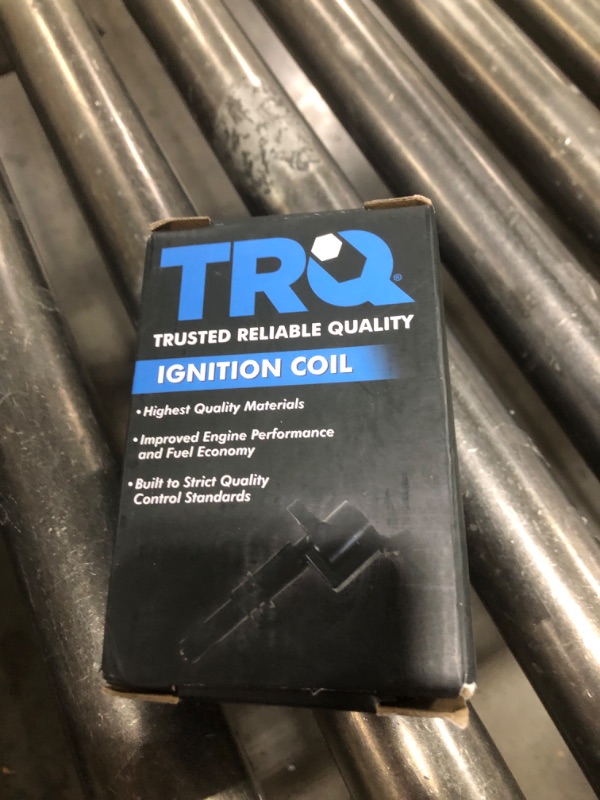 TRQ®
TRUSTED RELIABLE QUALITY
IGNITION COIL
• Highest Quality Materials
• Improved Engine Performance
and Fuel Economy
• Built to Strict Quality
Control Standards